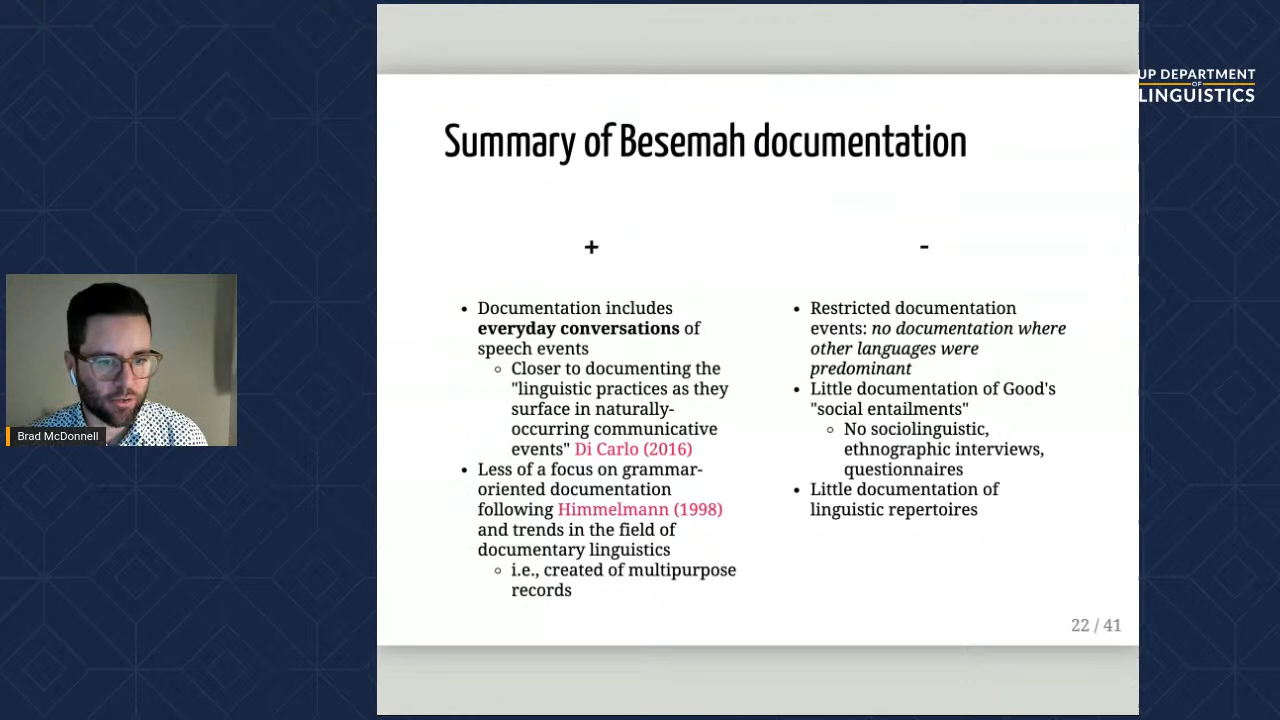 UP DEPARTMENT
OF
LINGUISTICS
Summary of Besemah documentation
+
• Documentation includes
everyday conversations of
speech events
◦ Closer to documenting the
"linguistic practices as they
surface in naturally-
occurring communicative
events" Di Carlo (2016)
• Less of a focus on grammar-
oriented documentation
following Himmelmann (1998)
and trends in the field of
documentary linguistics
◦ i.e., created of multipurpose
records
-
• Restricted documentation
events: no documentation where
other languages were
predominant
• Little documentation of Good's
"social entailments"
◦ No sociolinguistic,
ethnographic interviews,
questionnaires
• Little documentation of
linguistic repertoires
22 / 41
Brad McDonnell